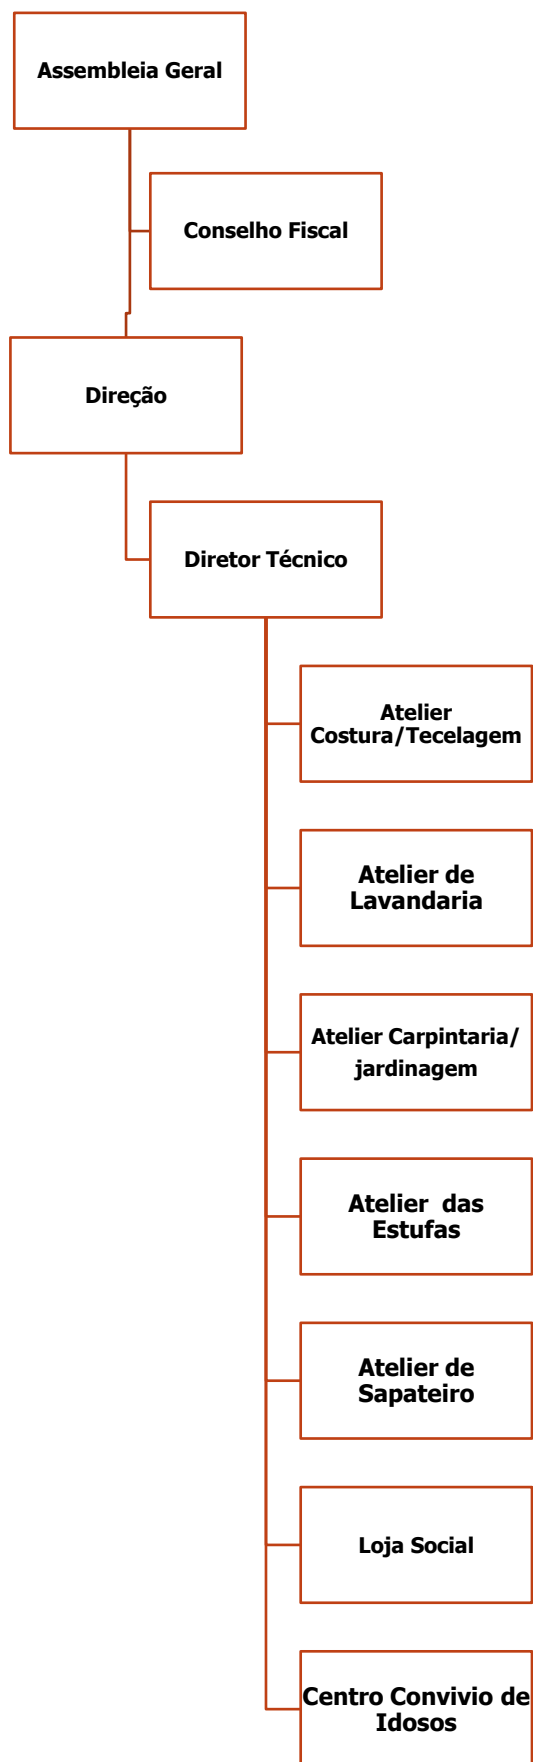 Assembleia Geral
Conselho Fiscal
Direção
Diretor Técnico
Atelier
Costura/Tecelagem
Atelier de
Lavandaria
Atelier Carpintaria/
jardinagem
Atelier  das
Estufas
Atelier de
Sapateiro
Loja Social
Centro Convivio de
Idosos